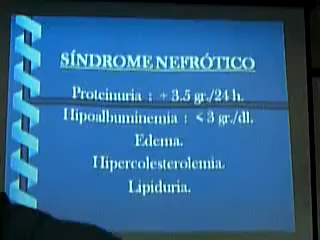 SÍNDROME NEFRÓTICO
Proteinuria : + 3.5 gr./24 h.
Hipoalbuminemia : < 3 gr./dl.
Edema.
Hipercolesterolemia.
Lipiduria.